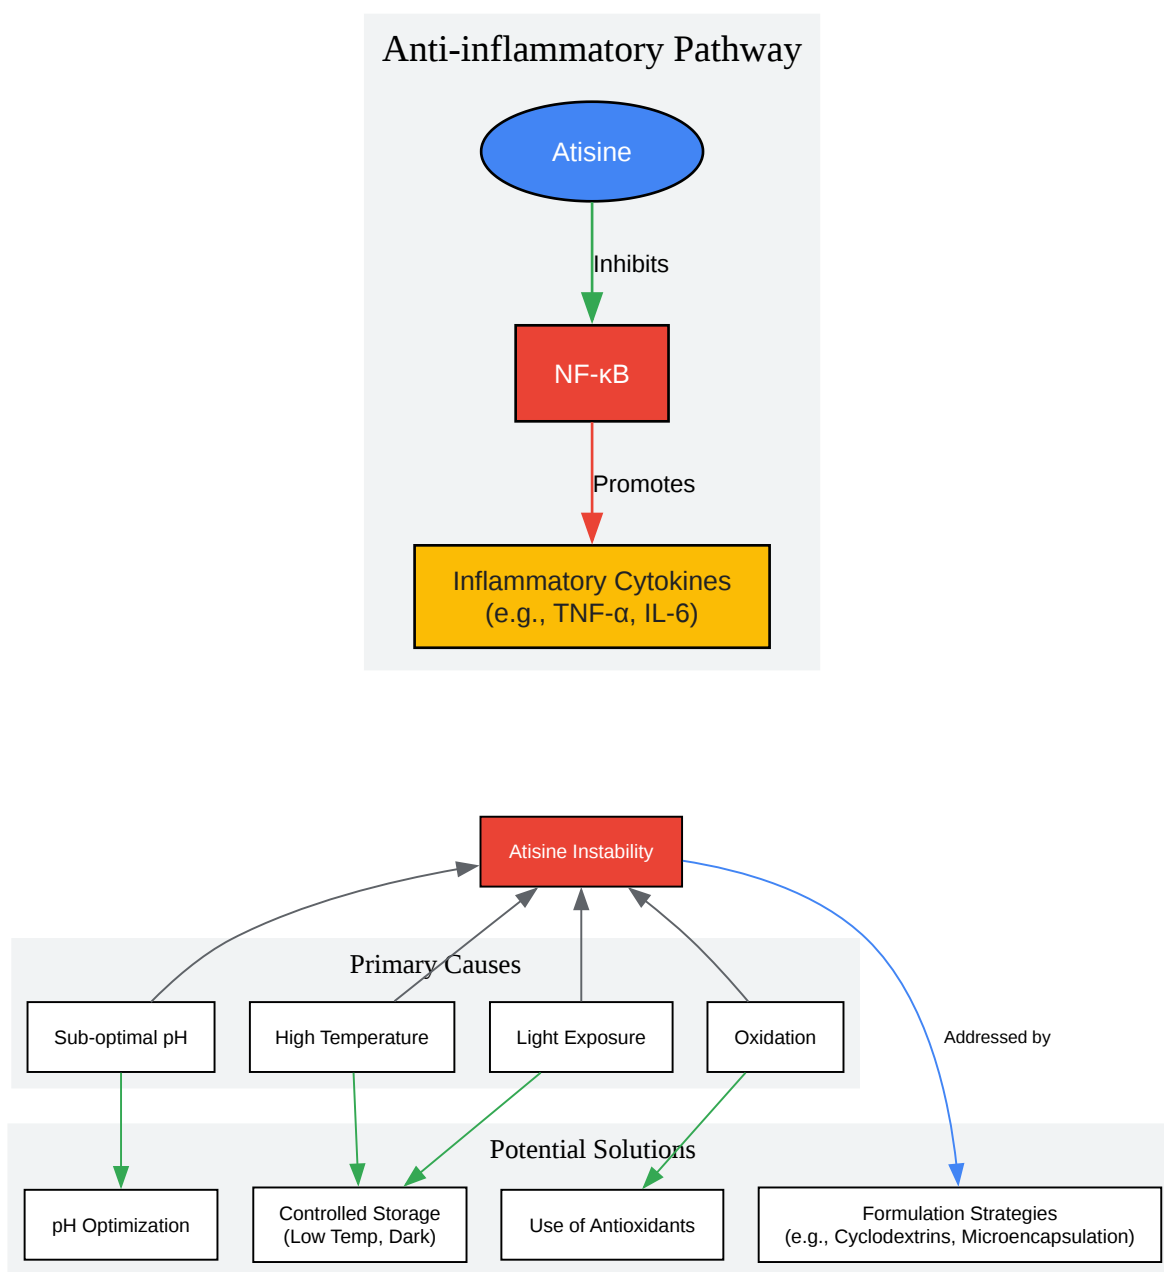 Anti-inflammatory Pathway
Atisine
Inhibits
NF-κB
Promotes
Inflammatory Cytokines
(e.g., TNF-α, IL-6)
Atisine Instability
Primary Causes
Sub-optimal pH
High Temperature
Light Exposure
Oxidation
Addressed by
Potential Solutions
pH Optimization
Controlled Storage
(Low Temp, Dark)
Use of Antioxidants
Formulation Strategies
(e.g., Cyclodextrins, Microencapsulation)